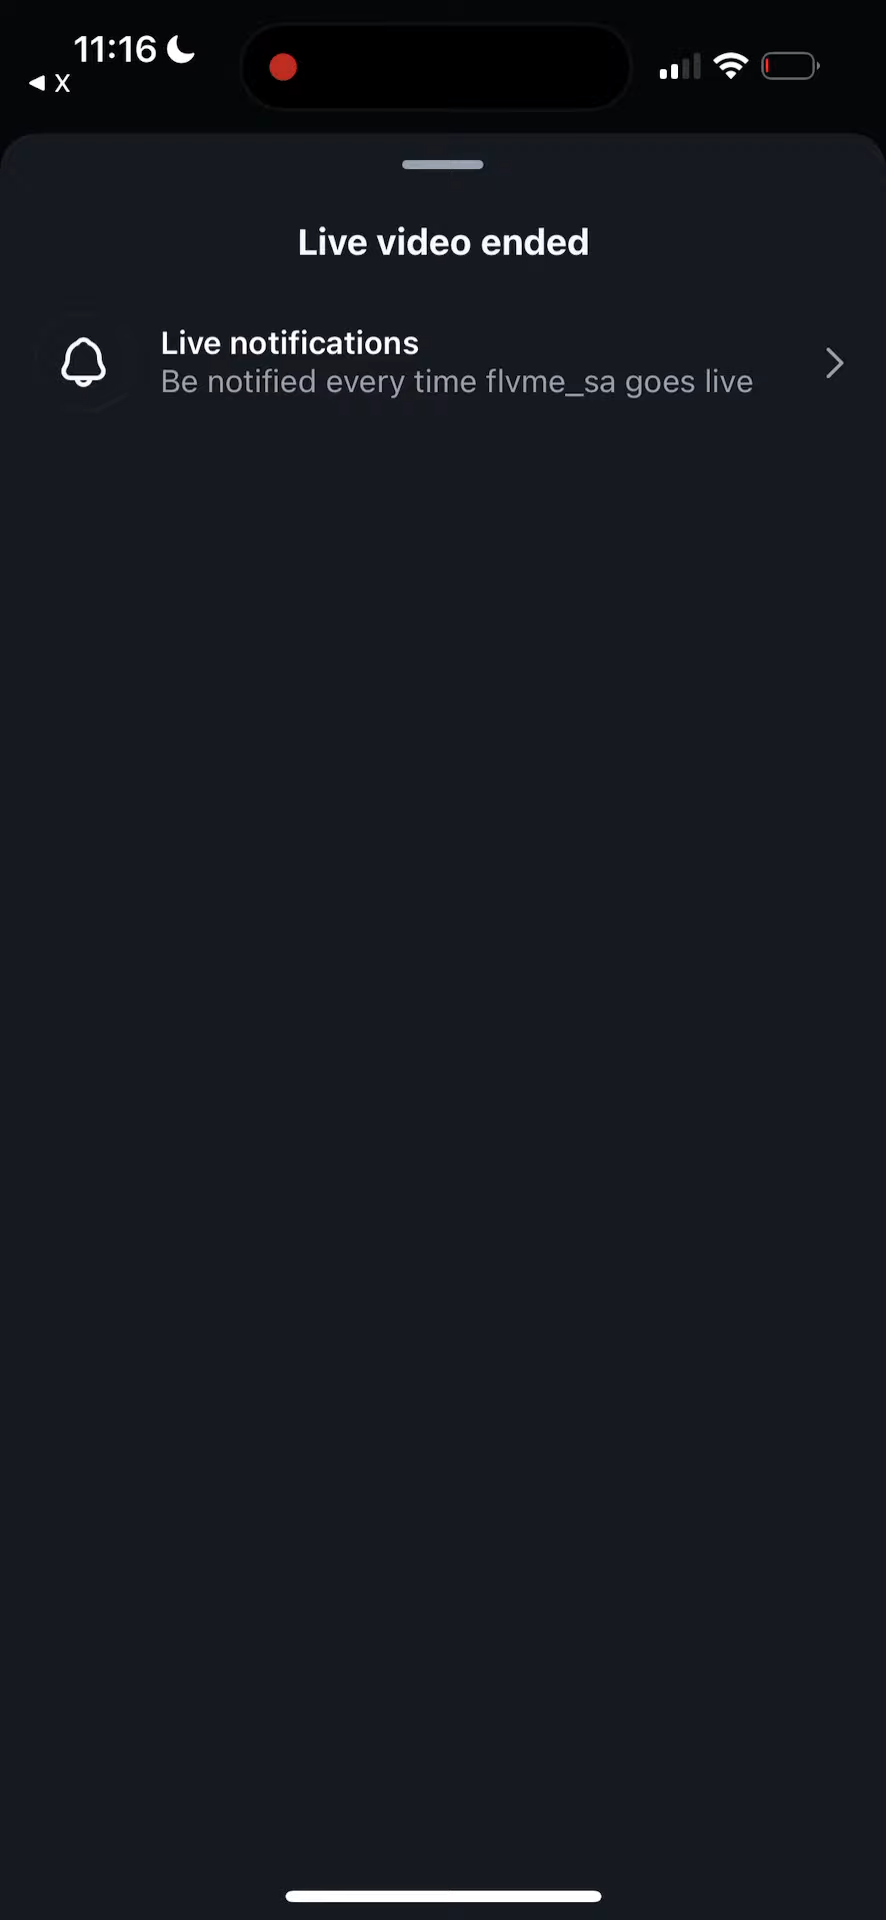 11:16
◀ X
Live video ended
Live notifications
Be notified every time flvme_sa goes live